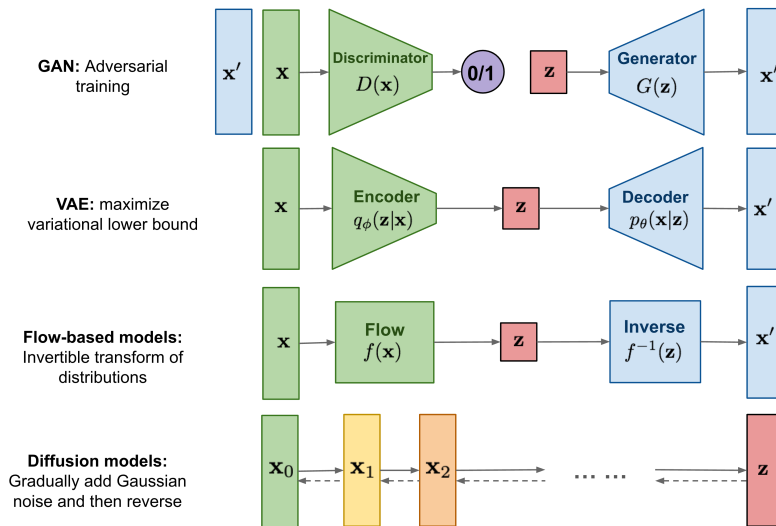 GAN: Adversarial
training
x′
x
Discriminator
D(x)
0/1
z
Generator
G(z)
x′
VAE: maximize
variational lower bound
x
Encoder
qϕ(z|x)
z
Decoder
pθ(x|z)
x′
Flow-based models:
Invertible transform of
distributions
x
Flow
f(x)
z
Inverse
f⁻¹(z)
x′
Diffusion models:
Gradually add Gaussian
noise and then reverse
x₀
x₁
x₂
... ...
z